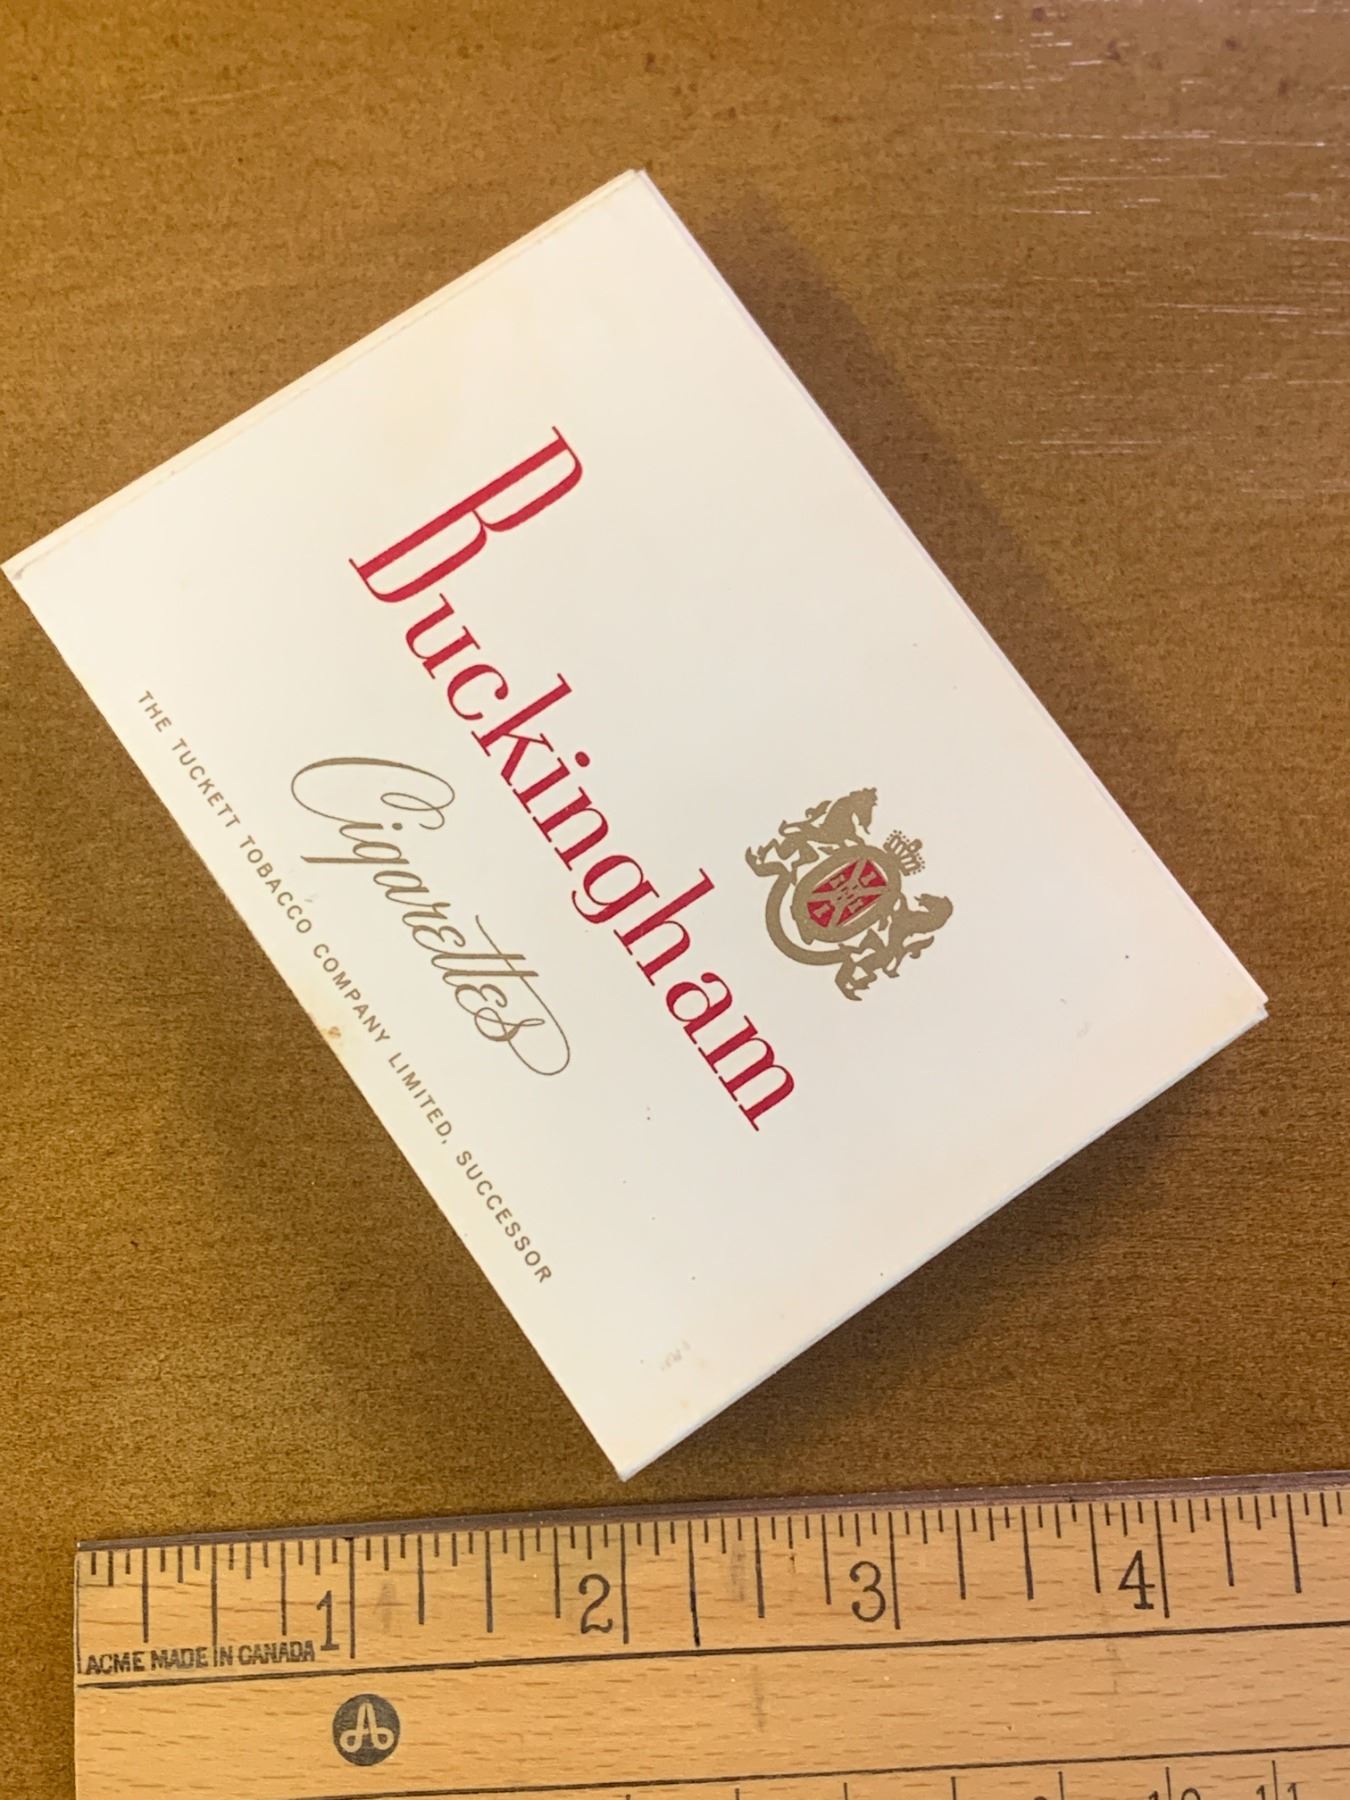 Buckingham
Cigarettes
THE TUCKETT TOBACCO COMPANY LIMITED, SUCCESSOR
1 2 3 4
ACME MADE IN CANADA
A